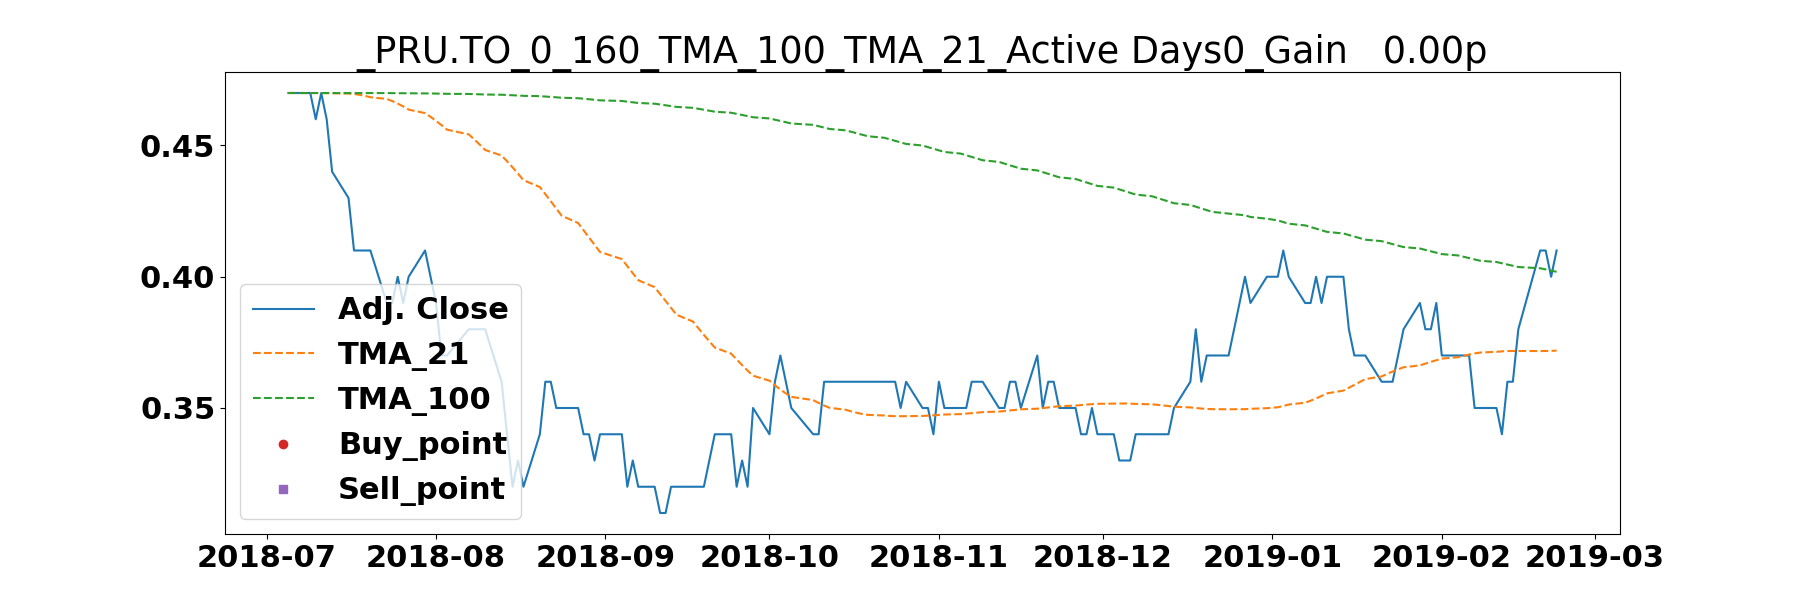 _PRU.TO_0_160_TMA_100_TMA_21_Active Days0_Gain   0.00p
0.45
0.40
0.35
Adj. Close
TMA_21
TMA_100
Buy_point
Sell_point
2018-07 2018-08 2018-09 2018-10 2018-11 2018-12 2019-01 2019-02 2019-03